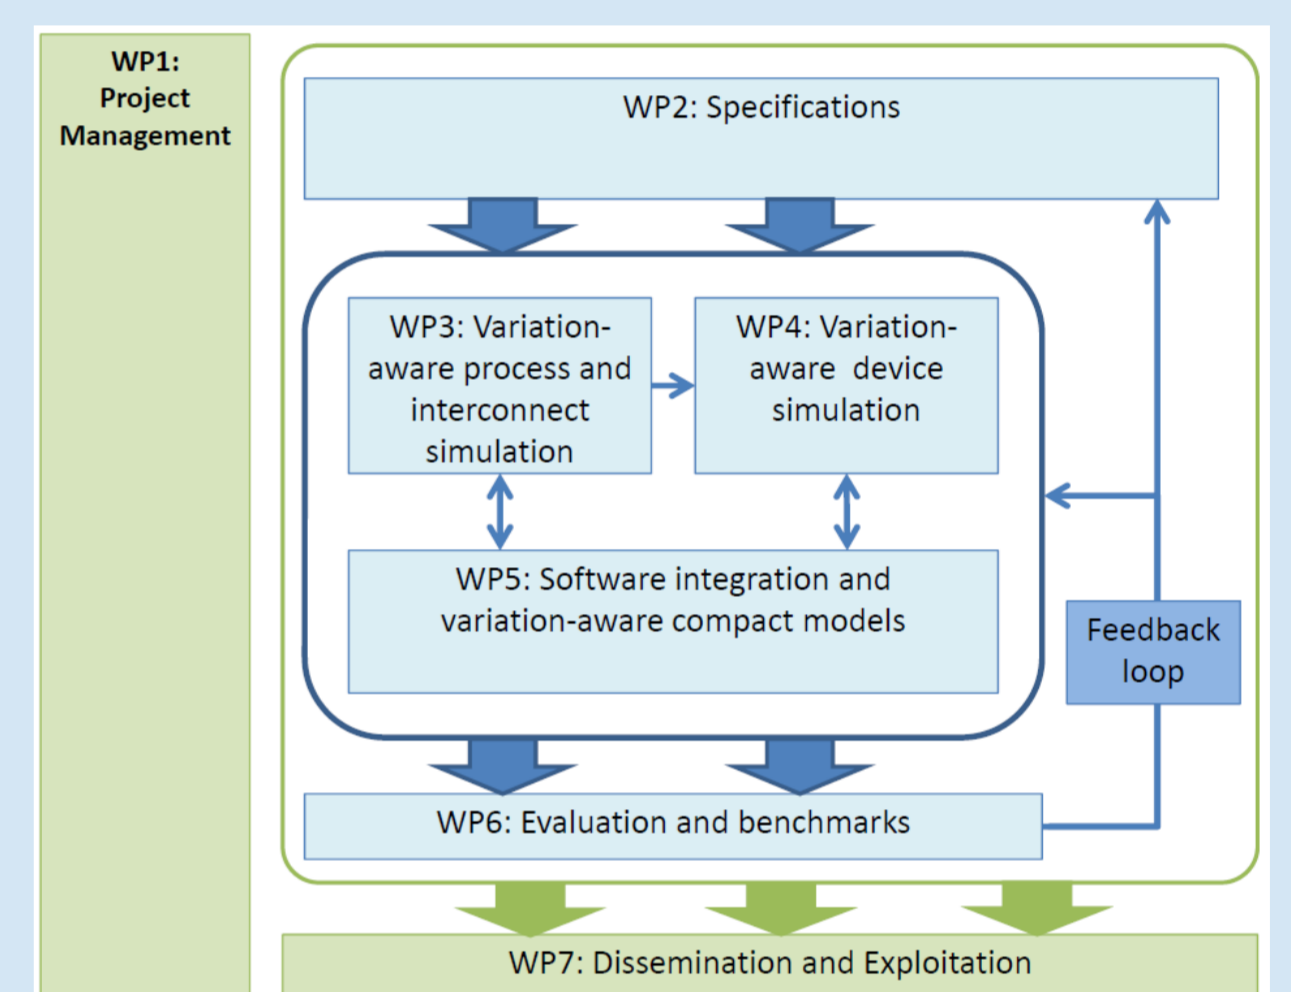 WP1:
Project
Management
WP2: Specifications
WP3: Variation-
aware process and
interconnect
simulation
WP4: Variation-
aware device
simulation
WP5: Software integration and
variation-aware compact models
Feedback
loop
WP6: Evaluation and benchmarks
WP7: Dissemination and Exploitation